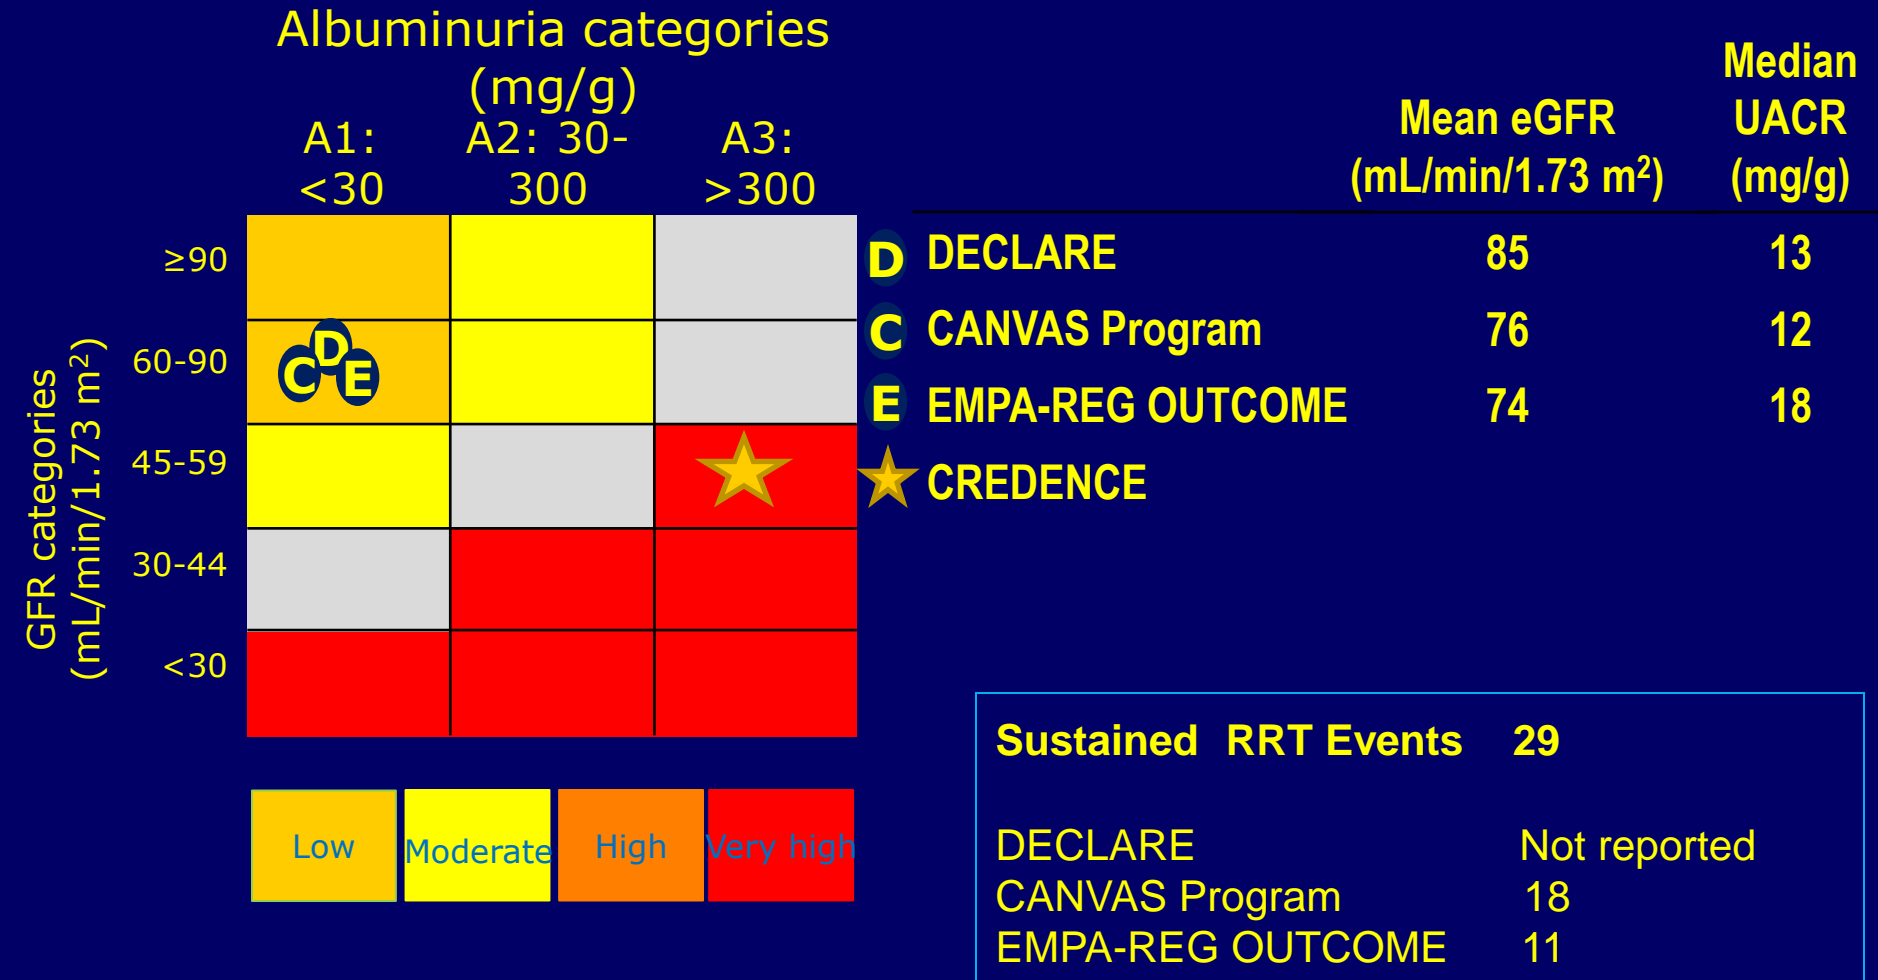 Albuminuria categories
(mg/g)
A1:
<30
A2: 30-
300
A3:
>300
GFR categories
(mL/min/1.73 m²)
≥90
60-90
45-59
30-44
<30
D
C
E
Low
Moderate
High
Very high
Mean eGFR
(mL/min/1.73 m²)
Median
UACR
(mg/g)
D DECLARE 85 13
C CANVAS Program 76 12
E EMPA-REG OUTCOME 74 18
CREDENCE
Sustained RRT Events 29
DECLARE Not reported
CANVAS Program 18
EMPA-REG OUTCOME 11